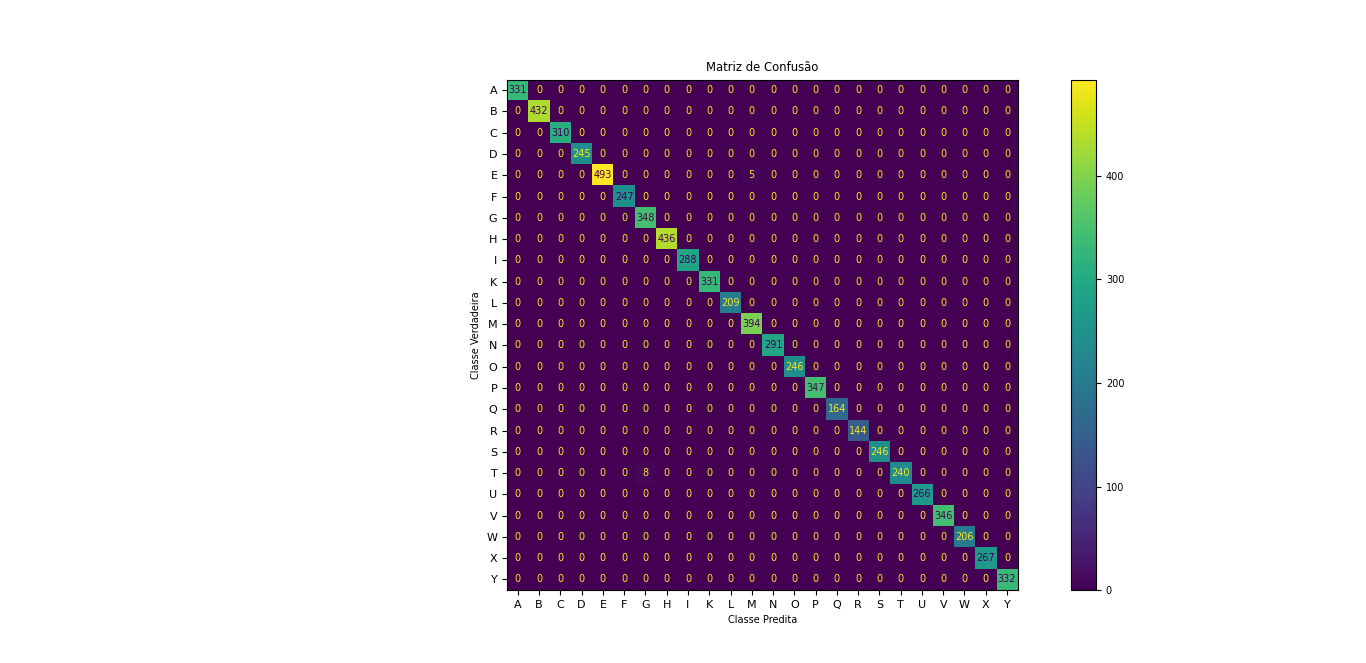 Matriz de Confusão
A 331 0 0 0 0 0 0 0 0 0 0 0 0 0 0 0 0 0 0 0 0 0 0 0
B 0 432 0 0 0 0 0 0 0 0 0 0 0 0 0 0 0 0 0 0 0 0 0 0
C 0 0 310 0 0 0 0 0 0 0 0 0 0 0 0 0 0 0 0 0 0 0 0 0
D 0 0 0 245 0 0 0 0 0 0 0 0 0 0 0 0 0 0 0 0 0 0 0 0
E 0 0 0 0 493 0 0 0 0 0 0 5 0 0 0 0 0 0 0 0 0 0 0 0
F 0 0 0 0 0 247 0 0 0 0 0 0 0 0 0 0 0 0 0 0 0 0 0 0
G 0 0 0 0 0 0 348 0 0 0 0 0 0 0 0 0 0 0 0 0 0 0 0 0
H 0 0 0 0 0 0 0 436 0 0 0 0 0 0 0 0 0 0 0 0 0 0 0 0
I 0 0 0 0 0 0 0 0 288 0 0 0 0 0 0 0 0 0 0 0 0 0 0 0
K 0 0 0 0 0 0 0 0 0 331 0 0 0 0 0 0 0 0 0 0 0 0 0 0
L 0 0 0 0 0 0 0 0 0 0 209 0 0 0 0 0 0 0 0 0 0 0 0 0
M 0 0 0 0 0 0 0 0 0 0 0 394 0 0 0 0 0 0 0 0 0 0 0 0
N 0 0 0 0 0 0 0 0 0 0 0 0 291 0 0 0 0 0 0 0 0 0 0 0
O 0 0 0 0 0 0 0 0 0 0 0 0 0 246 0 0 0 0 0 0 0 0 0 0
P 0 0 0 0 0 0 0 0 0 0 0 0 0 0 347 0 0 0 0 0 0 0 0 0
Q 0 0 0 0 0 0 0 0 0 0 0 0 0 0 0 164 0 0 0 0 0 0 0 0
R 0 0 0 0 0 0 0 0 0 0 0 0 0 0 0 0 144 0 0 0 0 0 0 0
S 0 0 0 0 0 0 0 0 0 0 0 0 0 0 0 0 0 246 0 0 0 0 0 0
T 0 0 0 0 0 0 8 0 0 0 0 0 0 0 0 0 0 0 240 0 0 0 0 0
U 0 0 0 0 0 0 0 0 0 0 0 0 0 0 0 0 0 0 0 266 0 0 0 0
V 0 0 0 0 0 0 0 0 0 0 0 0 0 0 0 0 0 0 0 0 346 0 0 0
W 0 0 0 0 0 0 0 0 0 0 0 0 0 0 0 0 0 0 0 0 0 206 0 0
X 0 0 0 0 0 0 0 0 0 0 0 0 0 0 0 0 0 0 0 0 0 0 267 0
Y 0 0 0 0 0 0 0 0 0 0 0 0 0 0 0 0 0 0 0 0 0 0 0 332
A B C D E F G H I K L M N O P Q R S T U V W X Y
Classe Predita
Classe Verdadeira
400
300
200
100
0